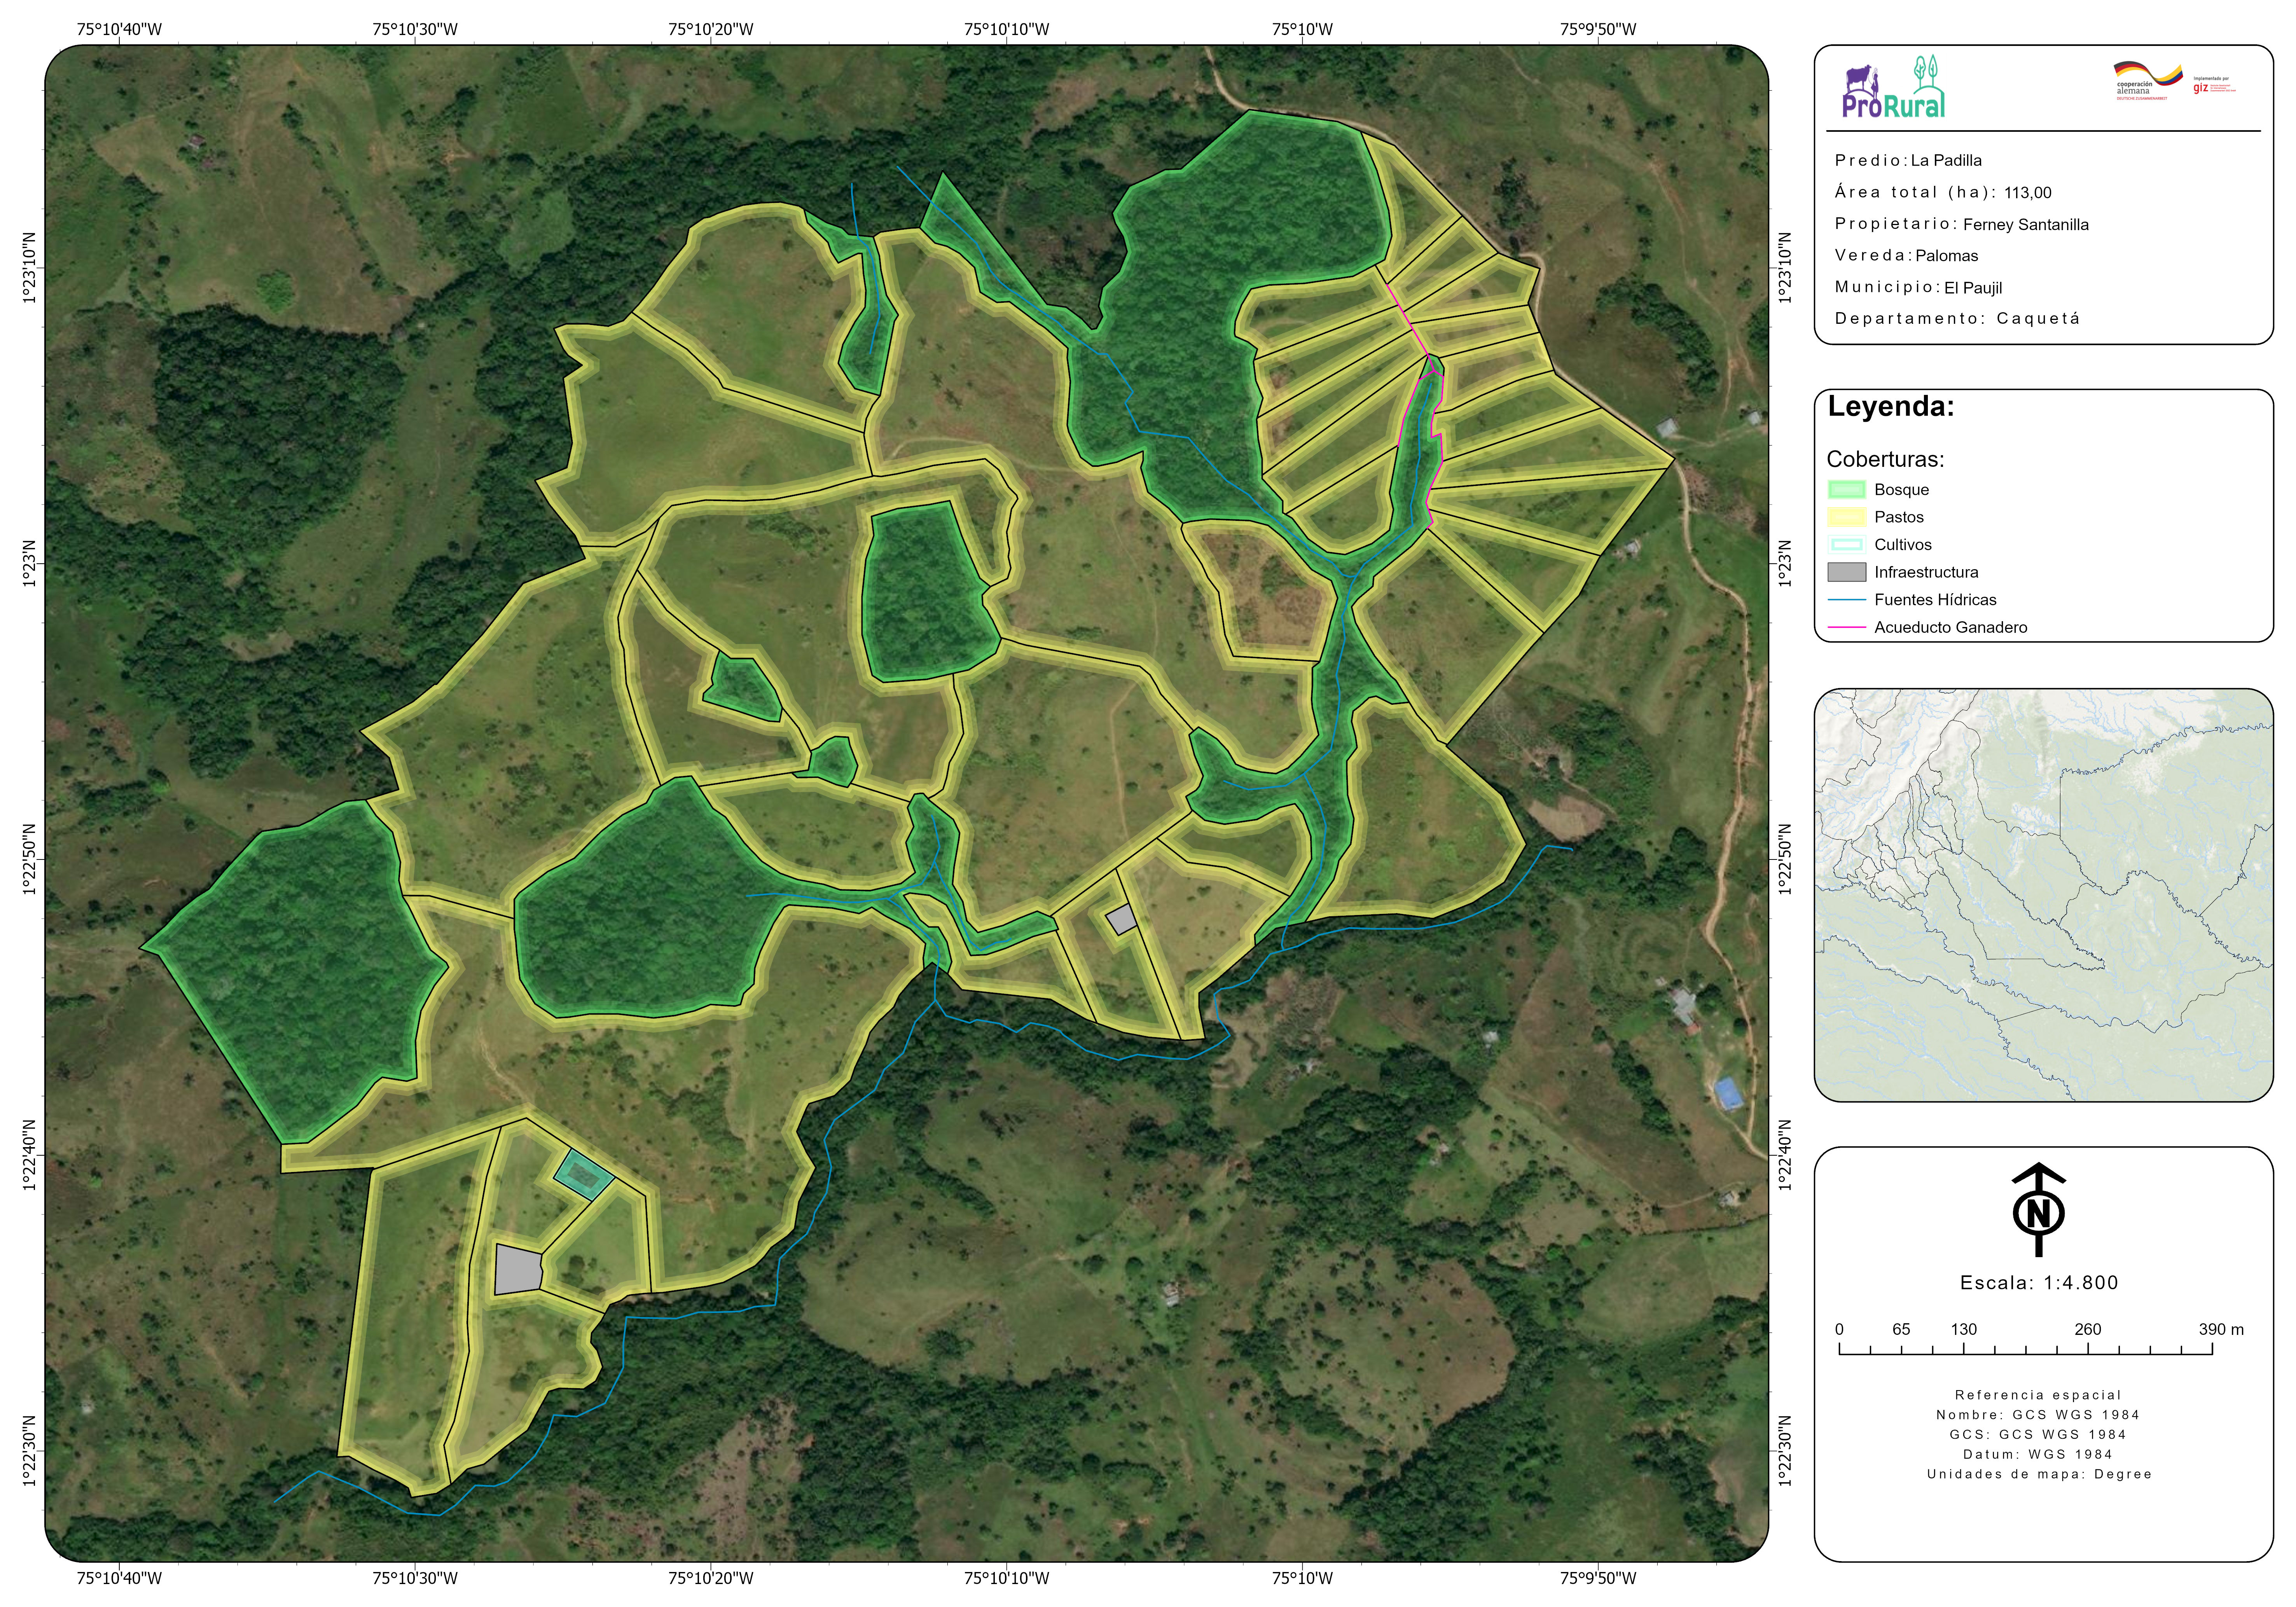 75°10'40"W 75°10'30"W 75°10'20"W 75°10'10"W 75°10'W 75°9'50"W
1°23'10"N
1°23'N
1°22'50"N
1°22'40"N
1°22'30"N
1°23'10"N
1°23'N
1°22'50"N
1°22'40"N
1°22'30"N
75°10'40"W 75°10'30"W 75°10'20"W 75°10'10"W 75°10'W 75°9'50"W
ProRural
cooperación
alemana
DEUTSCHE ZUSAMMENARBEIT
Implementada por
giz
Predio: La Padilla
Área total (ha): 113,00
Propietario: Ferney Santanilla
Vereda: Palomas
Municipio: El Paujil
Departamento: Caquetá
Leyenda:
Coberturas:
Bosque
Pastos
Cultivos
Infraestructura
Fuentes Hídricas
Acueducto Ganadero
N
Escala: 1:4.800
0 65 130 260 390 m
Referencia espacial
Nombre: GCS WGS 1984
GCS: GCS WGS 1984
Datum: WGS 1984
Unidades de mapa: Degree